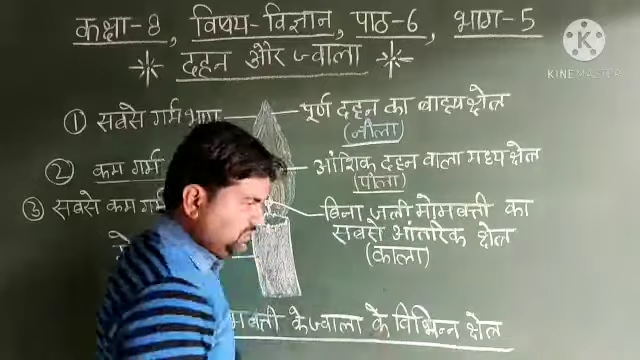 कक्षा-8, विषय-विज्ञान, पाठ-6, भाग-5
दहन और ज्वाला
KINEMASTER
① सबसे गर्म भाग
पूर्ण दहन का बाह्य क्षेत्र
(नीला)
② कम गर्म
आंशिक दहन वाला मध्य क्षेत्र
(पीला)
③ सबसे कम गर्म
बिना जली मोमबत्ती का
सबसे आंतरिक क्षेत्र
(काला)
के ज्वाला के विभिन्न क्षेत्र